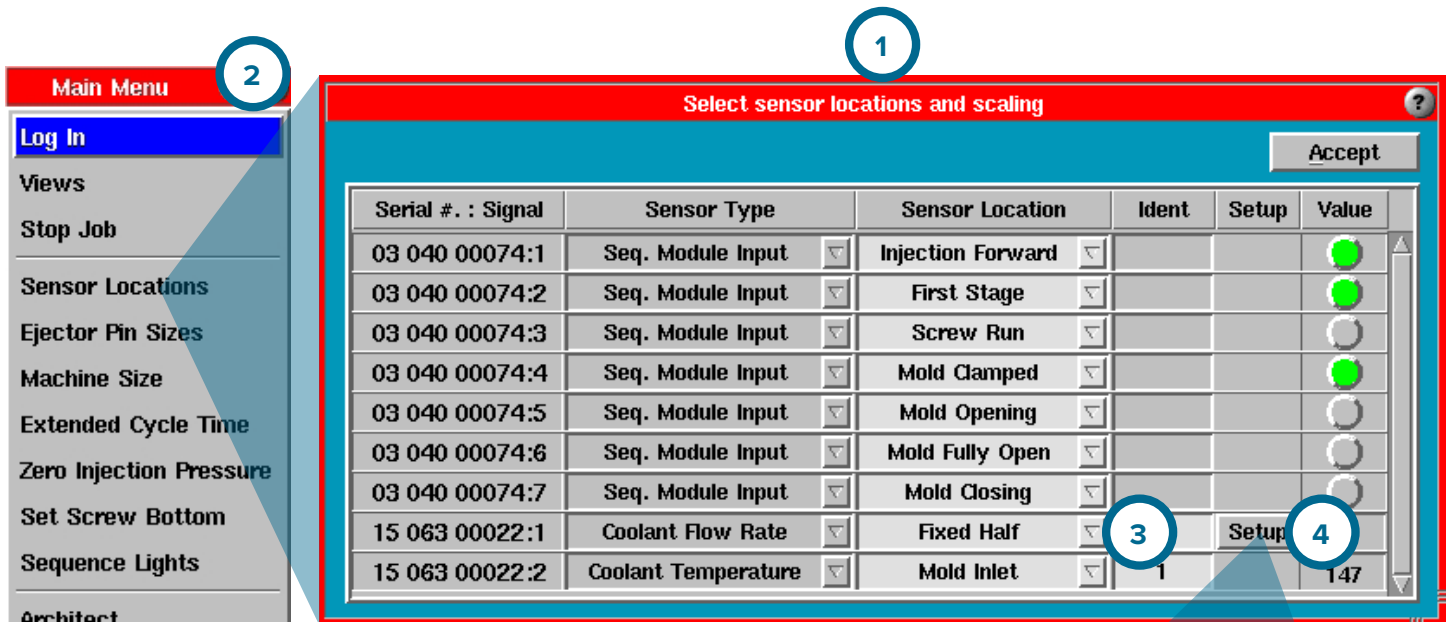 1
2
Main Menu
Select sensor locations and scaling
?
Log In
Accept
Views
Stop Job
Sensor Locations
Ejector Pin Sizes
Machine Size
Extended Cycle Time
Zero Injection Pressure
Set Screw Bottom
Sequence Lights
Architect
Serial #. : Signal Sensor Type Sensor Location Ident Setup Value
03 040 00074:1 Seq. Module Input Injection Forward
03 040 00074:2 Seq. Module Input First Stage
03 040 00074:3 Seq. Module Input Screw Run
03 040 00074:4 Seq. Module Input Mold Clamped
03 040 00074:5 Seq. Module Input Mold Opening
03 040 00074:6 Seq. Module Input Mold Fully Open
03 040 00074:7 Seq. Module Input Mold Closing
15 063 00022:1 Coolant Flow Rate Fixed Half 3 Setup 4
15 063 00022:2 Coolant Temperature Mold Inlet 1 147